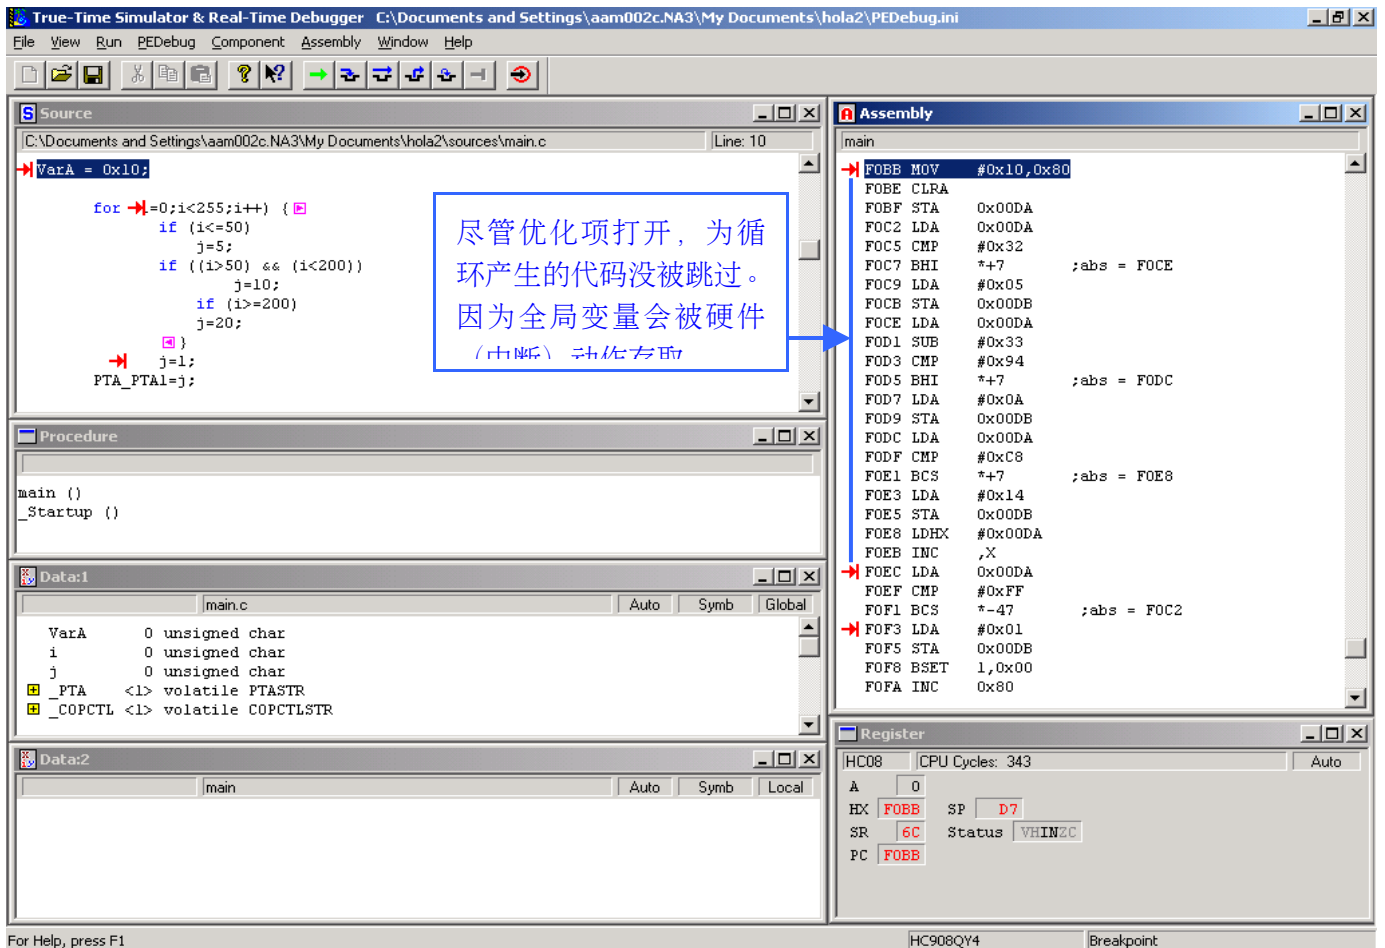 True-Time Simulator & Real-Time Debugger C:\Documents and Settings\aam002c.NA3\My Documents\hola2\PEDebug.ini
File View Run PEDebug Component Assembly Window Help
Source
C:\Documents and Settings\aam002c.NA3\My Documents\hola2\sources\main.c Line: 10
VarA = 0x10;
for =0;i<255;i++) {
if (i<=50)
j=5;
if ((i>50) && (i<200))
j=10;
if (i>=200)
j=20;
}
j=1;
PTA_PTA1=j;
尽管优化项打开，为循
环产生的代码没被跳过。
因为全局变量会被硬件
（中断）动作存取
Procedure
main ()
_Startup ()
Data:1
main.c Auto Symb Global
VarA 0 unsigned char
i 0 unsigned char
j 0 unsigned char
_PTA <1> volatile PTASTR
_COPCTL <1> volatile COPCTLSTR
Data:2
main Auto Symb Local
Assembly
main
F0BB MOV #0x10,0x80
F0BE CLRA
F0BF STA 0x00DA
F0C2 LDA 0x00DA
F0C5 CMP #0x32
F0C7 BHI *+7 ;abs = F0CE
F0C9 LDA #0x05
F0CB STA 0x00DB
F0CE LDA 0x00DA
F0D1 SUB #0x33
F0D3 CMP #0x94
F0D5 BHI *+7 ;abs = F0DC
F0D7 LDA #0x0A
F0D9 STA 0x00DB
F0DC LDA 0x00DA
F0DF CMP #0xC8
F0E1 BCS *+7 ;abs = F0E8
F0E3 LDA #0x14
F0E5 STA 0x00DB
F0E8 LDHX #0x00DA
F0EB INC ,X
F0EC LDA 0x00DA
F0EF CMP #0xFF
F0F1 BCS *-47 ;abs = F0C2
F0F3 LDA #0x01
F0F5 STA 0x00DB
F0F8 BSET 1,0x00
F0FA INC 0x80
Register
HC08 CPU Cycles: 343 Auto
A 0
HX F0BB SP D7
SR 6C Status VHINZC
PC F0BB
For Help, press F1 HC908QY4 Breakpoint